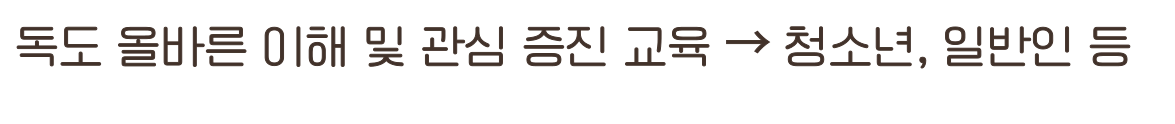 독도 올바른 이해 및 관심 증진 교육 → 청소년, 일반인 등